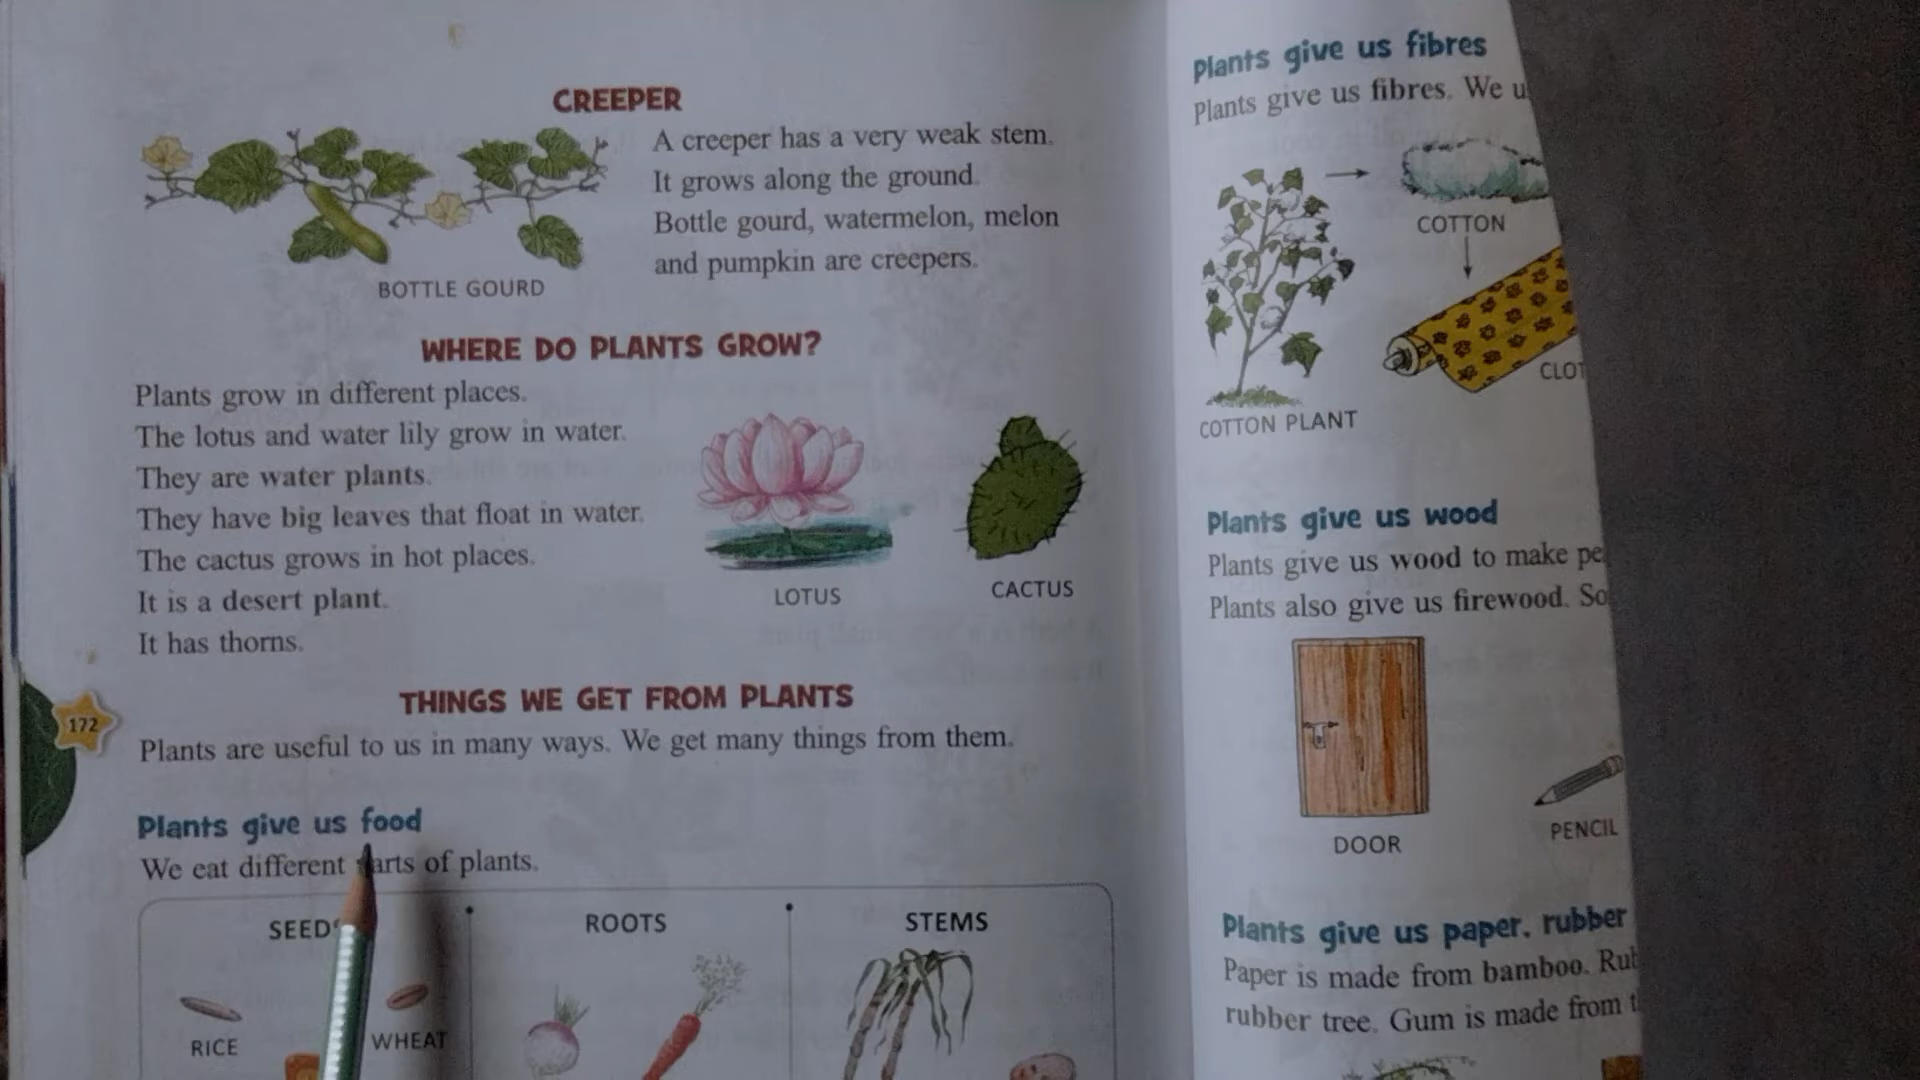 CREEPER
A creeper has a very weak stem.
It grows along the ground.
Bottle gourd, watermelon, melon
and pumpkin are creepers.
BOTTLE GOURD
WHERE DO PLANTS GROW?
Plants grow in different places.
The lotus and water lily grow in water.
They are water plants.
They have big leaves that float in water.
The cactus grows in hot places.
It is a desert plant.
It has thorns.
LOTUS
CACTUS
THINGS WE GET FROM PLANTS
172
Plants are useful to us in many ways. We get many things from them.
Plants give us food
We eat different parts of plants.
ROOTS
STEMS
RICE
WHEAT
Plants give us fibres
Plants give us fibres. We
COTTON
COTTON PLANT
Plants give us wood
Plants give us wood to make
Plants also give us firewood.
DOOR
PENCIL
Plants give us paper, rubber
Paper is made from bamboo.
rubber tree. Gum is made from